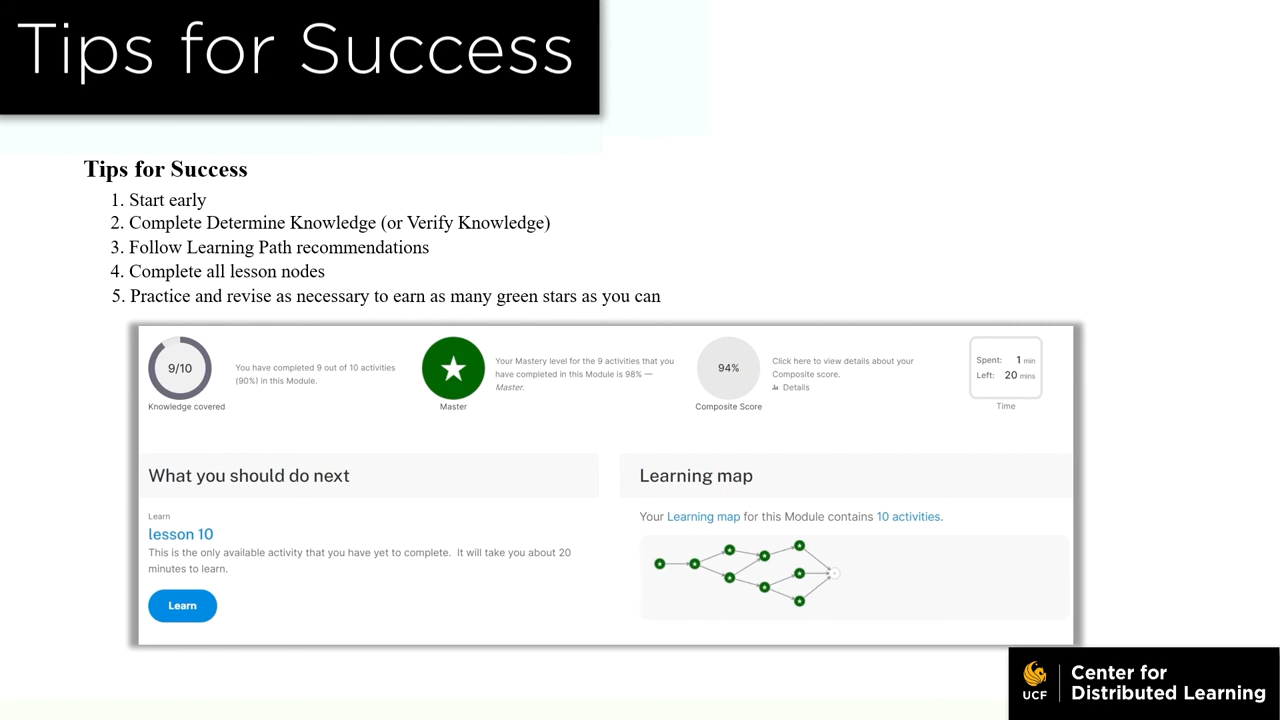 Tips for Success
Tips for Success
1. Start early
2. Complete Determine Knowledge (or Verify Knowledge)
3. Follow Learning Path recommendations
4. Complete all lesson nodes
5. Practice and revise as necessary to earn as many green stars as you can
9/10
Knowledge covered
You have completed 9 out of 10 activities
(90%) in this Module.
Master
Your Mastery level for the 9 activities that you
have completed in this Module is 98% —
Master.
94%
Composite Score
Click here to view details about your
Composite score.
Details
Spent: 1 min
Left: 20 mins
Time
What you should do next
Learn
lesson 10
This is the only available activity that you have yet to complete. It will take you about 20
minutes to learn.
Learn
Learning map
Your Learning map for this Module contains 10 activities.
UCF
Center for
Distributed Learning